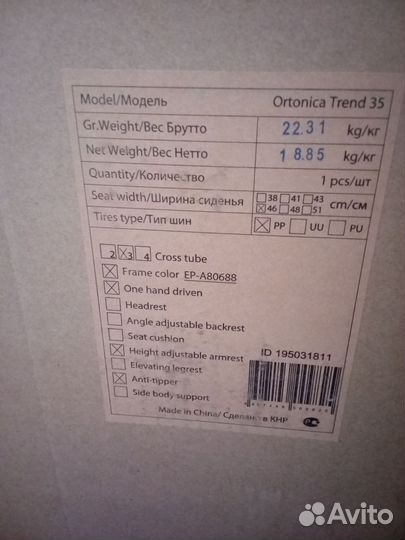 Model/Модель Ortonica Trend 35
Gr.Weight/Вес Брутто 22.31 kg/кг
Net Weight/Вес Нетто 18.85 kg/кг
Quantity/Количество 1 pcs/шт
Seat width/Ширина сиденья 38 41 43 cm/см
46 48 51
Tires type/Тип шин PP UU PU
2 3 4 Cross tube
Frame color EP-A80688
One hand driven
Headrest
Angle adjustable backrest
Seat cushion
Height adjustable armrest
ID 195031811
Elevating legrest
Anti-tipper
Side body support
Made in China/ Сделано в КНР
Avito